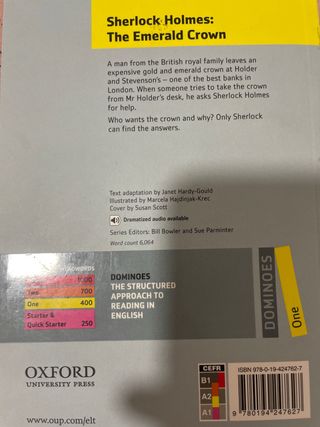 Sherlock Holmes:
The Emerald Crown
A man from the British royal family leaves an
expensive gold and emerald crown at Holder
and Stevenson's – one of the best banks in
London. When someone tries to take the crown
from Mr Holder's desk, he asks Sherlock Holmes
for help.
Who wants the crown and why? Only Sherlock
can find the answers.
Text adaptation by Janet Hardy-Gould
Illustrated by Marcela Hajdinjak-Krec
Cover by Susan Scott
Dramatized audio available
Series Editors: Bill Bowler and Sue Parminter
Word count 6,064
HEADWORDS
Three 1000
Two 700
One 400
Starter &
Quick Starter 250
DOMINOES
THE STRUCTURED
APPROACH TO
READING IN
ENGLISH
DOMINOES
One
OXFORD
UNIVERSITY PRESS
www.oup.com/elt
CEFR
B1
A2
A1
ISBN 978-0-19-424762-7
9 780194 247627